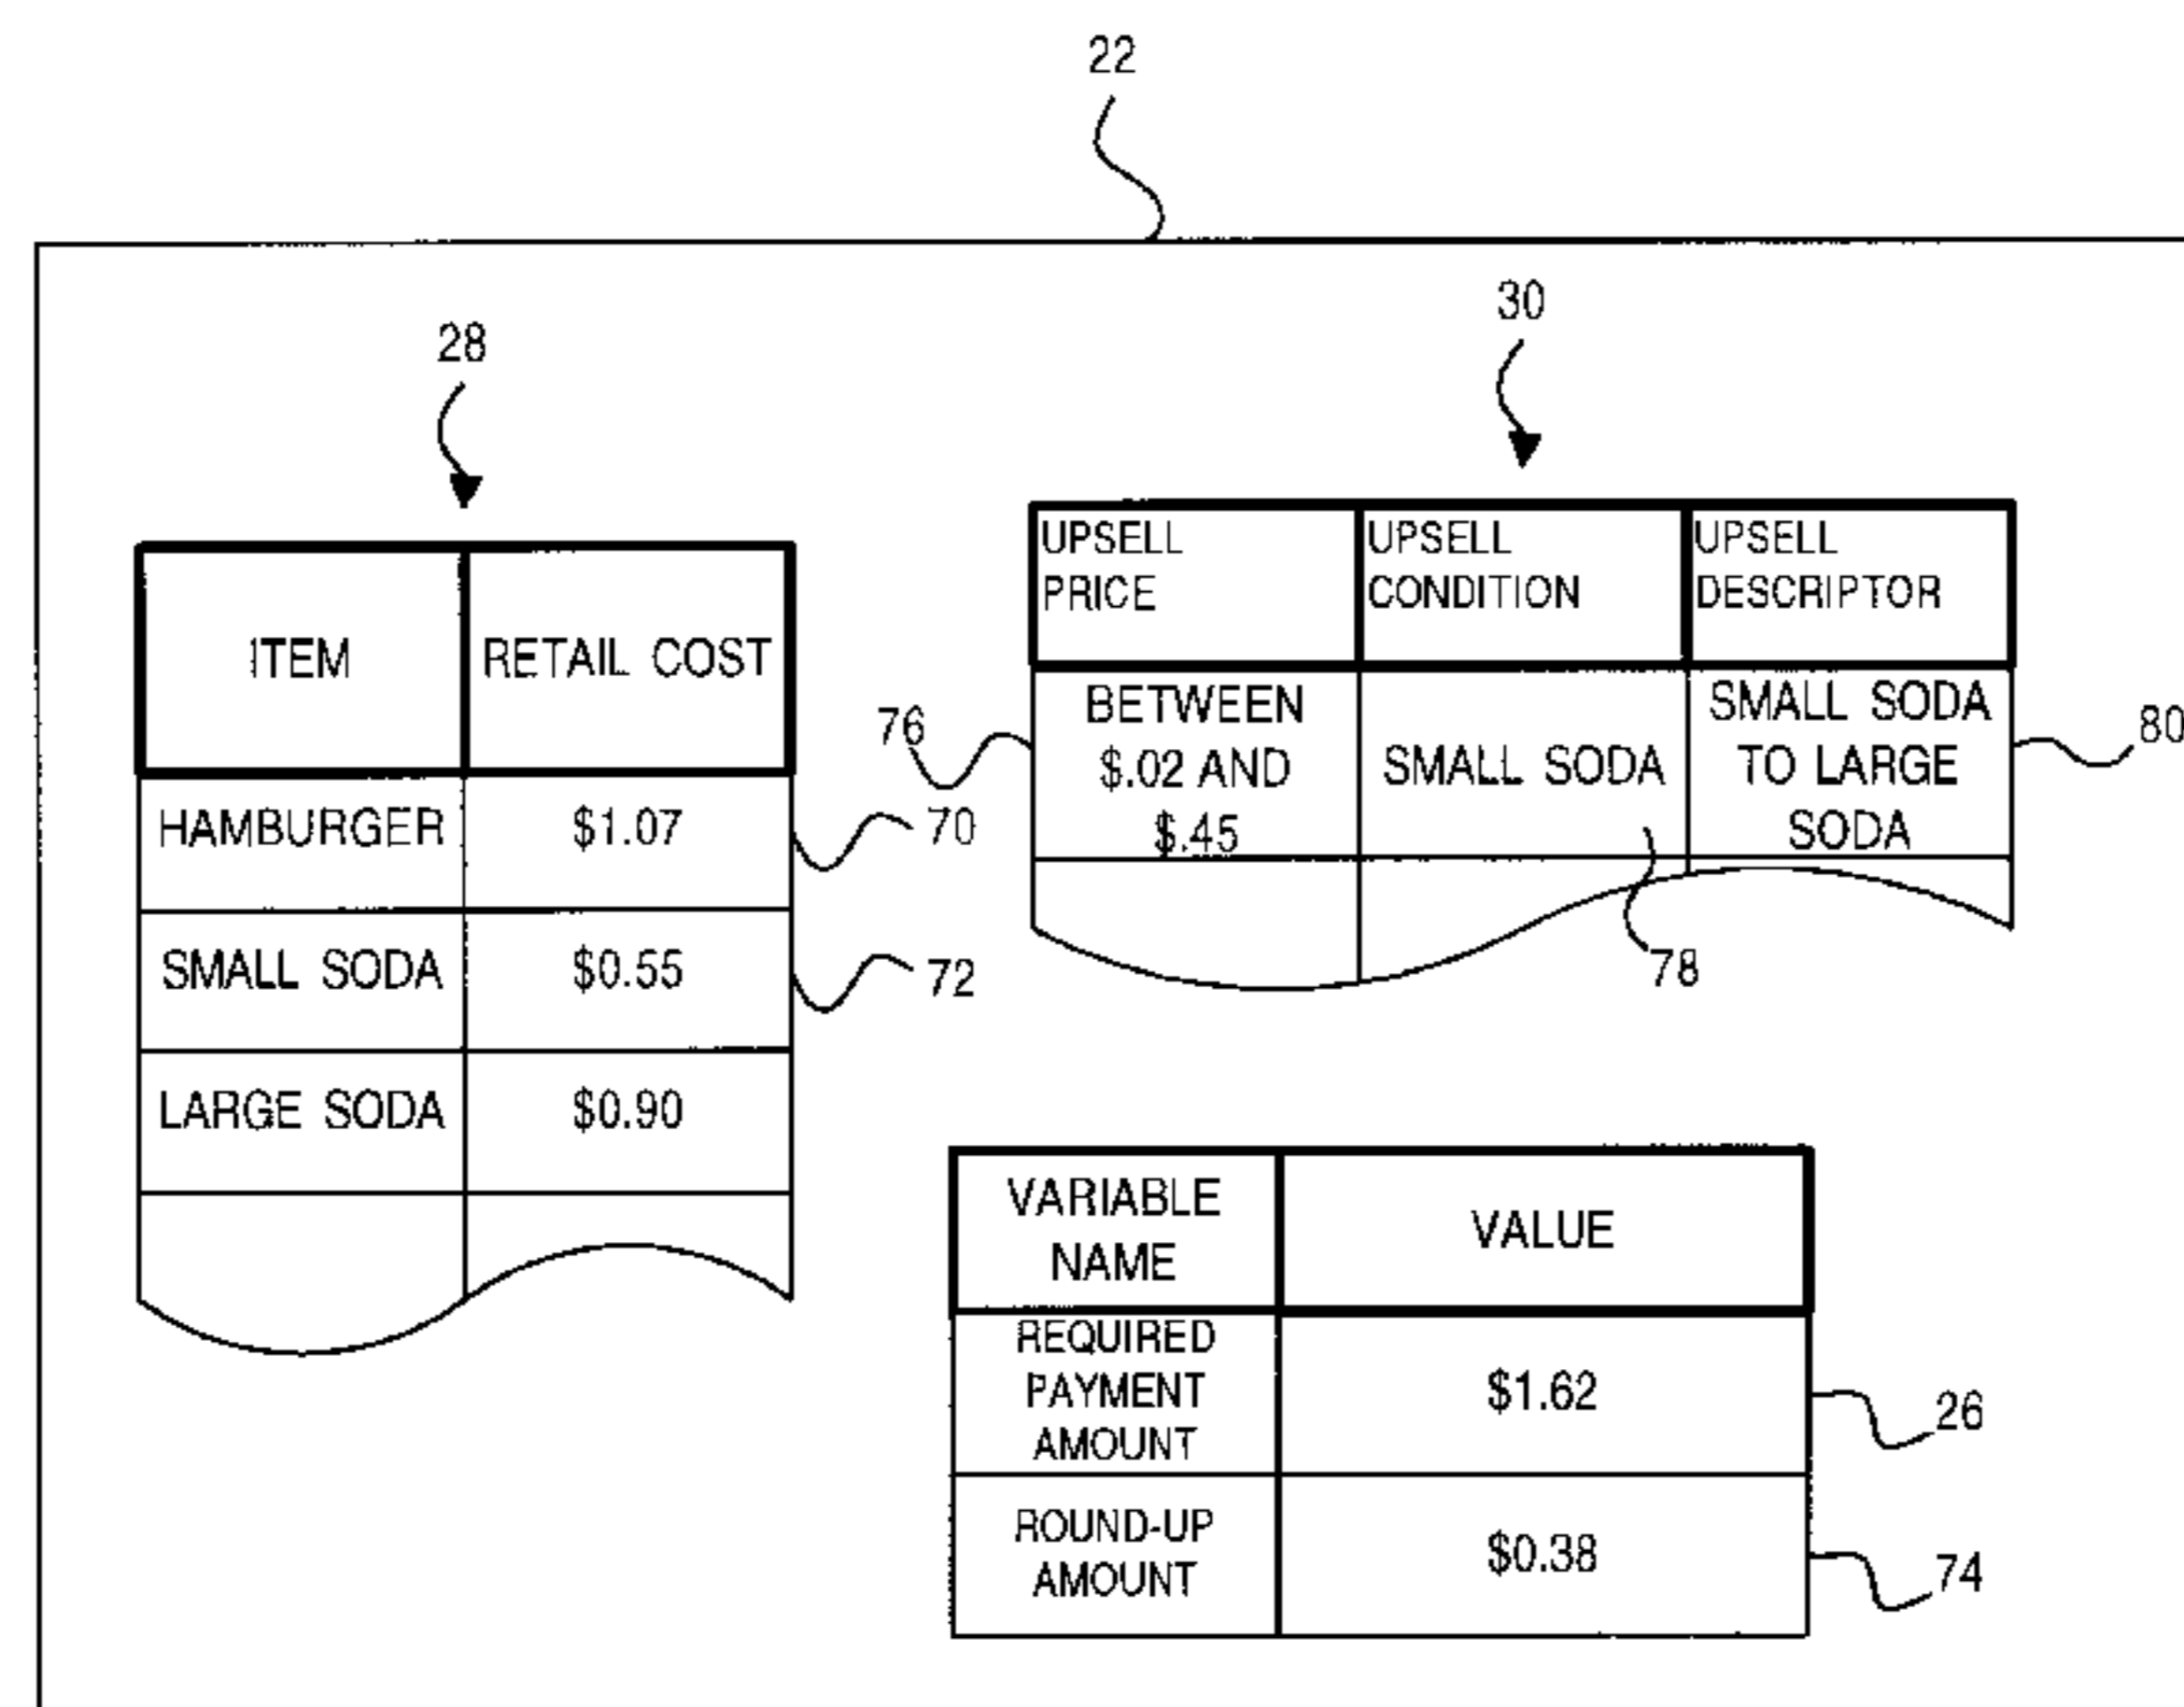 22
28
30
ITEM RETAIL COST
HAMBURGER $1.07
70
SMALL SODA $0.55
72
LARGE SODA $0.90
UPSELL
PRICE
UPSELL
CONDITION
UPSELL
DESCRIPTOR
76
BETWEEN
$.02 AND
$.45
SMALL SODA
SMALL SODA
TO LARGE
SODA
80
78
VARIABLE
NAME
VALUE
REQUIRED
PAYMENT
AMOUNT
$1.62
26
ROUND-UP
AMOUNT
$0.38
74